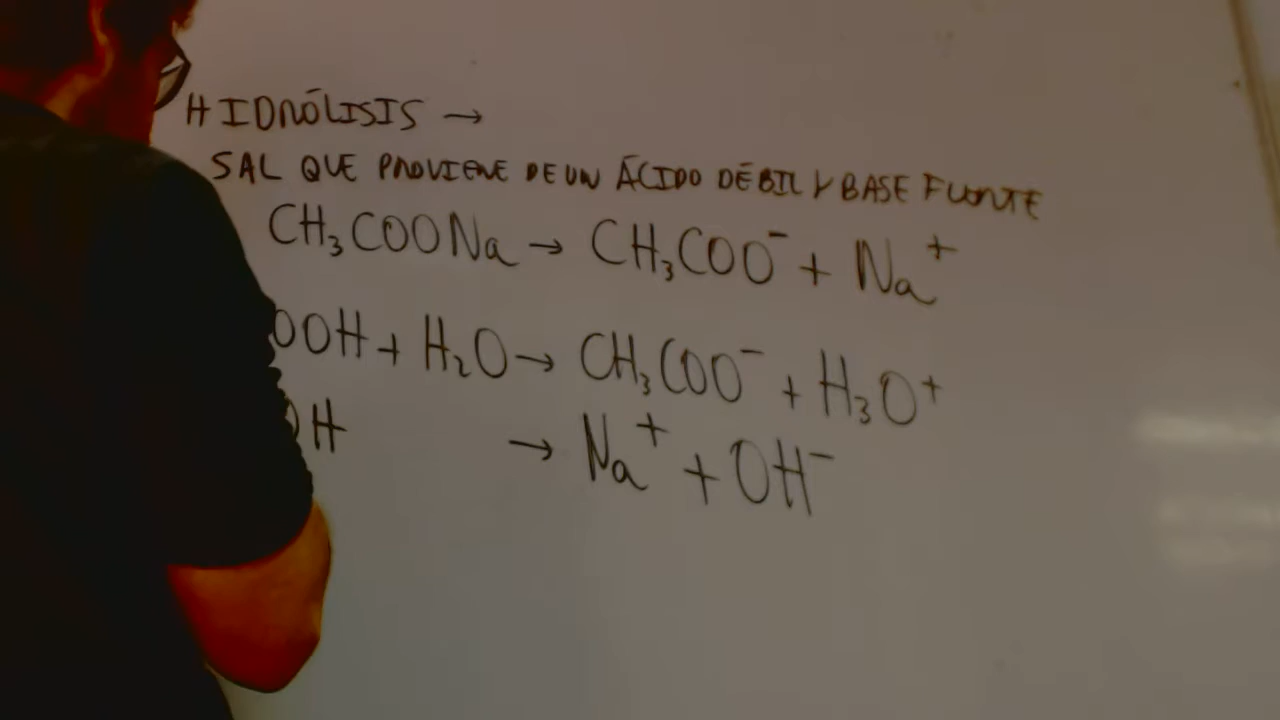 HIDRÓLISIS →
SAL QUE PROVIENE DE UN ÁCIDO DÉBIL Y BASE FUERTE
CH₃COONa → CH₃COO⁻ + Na⁺
OOH + H₂O → CH₃COO⁻ + H₃O⁺
OH → Na⁺ + OH⁻